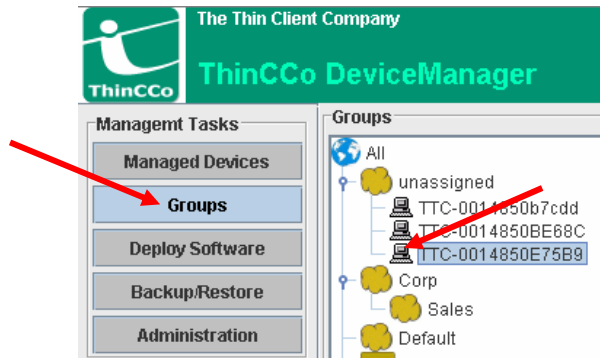 The Thin Client Company
ThinCCo
ThinCCo DeviceManager
Managemt Tasks
Managed Devices
Groups
Deploy Software
Backup/Restore
Administration
Groups
All
unassigned
TTC-0014850b7cdd
TTC-0014850BE68C
TTC-0014850E75B9
Corp
Sales
Default